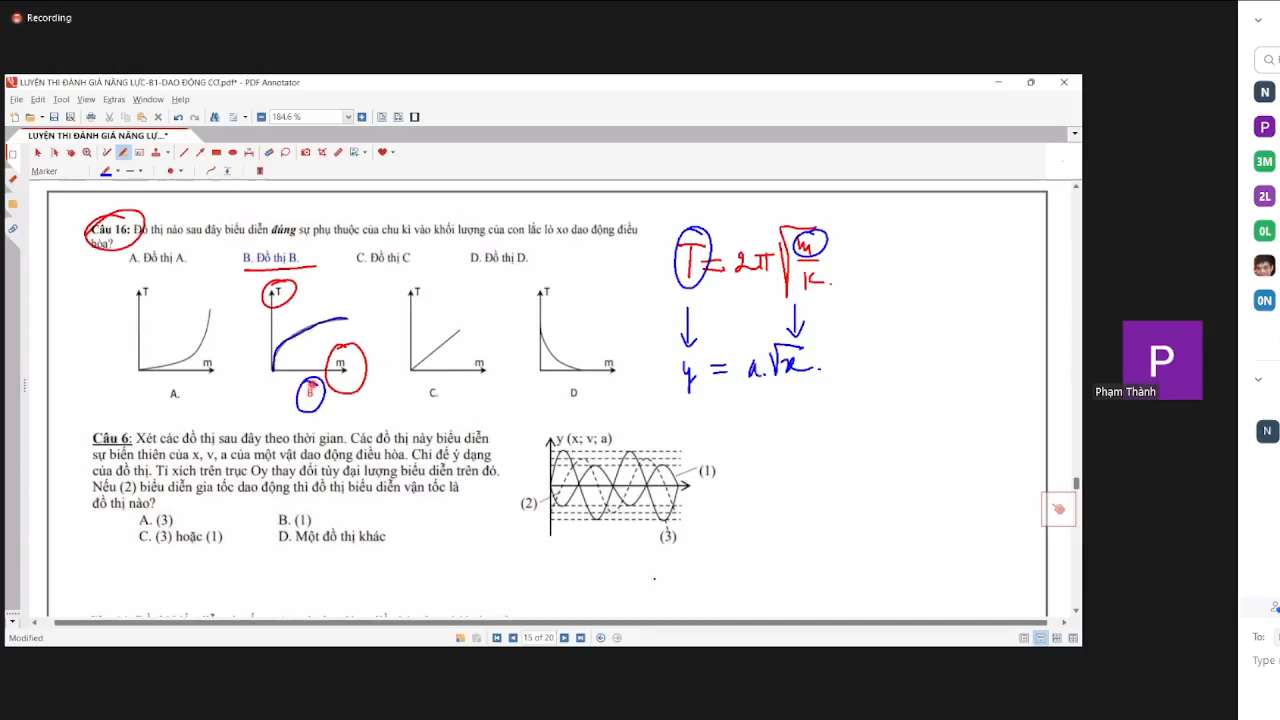 Recording
LUYỆN THI ĐÁNH GIÁ NĂNG LỰC-B1-DAO ĐỘNG CƠ.pdf* - PDF Annotator
File Edit Tool View Extras Window Help
184.6 %
LUYỆN THI ĐÁNH GIÁ NĂNG LỰ...*
Marker
Câu 16: Đồ thị nào sau đây biểu diễn đúng sự phụ thuộc của chu kì vào khối lượng của con lắc lò xo dao động điều
hòa?
A. Đồ thị A. B. Đồ thị B. C. Đồ thị C D. Đồ thị D.
T T T T
m m m m
A. B C. D
T = 2π √m/K.
y = a.√x.
Câu 6: Xét các đồ thị sau đây theo thời gian. Các đồ thị này biểu diễn
sự biến thiên của x, v, a của một vật dao động điều hòa. Chỉ để ý dạng
của đồ thị. Tỉ xích trên trục Oy thay đổi tùy đại lượng biểu diễn trên đó.
Nếu (2) biểu diễn gia tốc dao động thì đồ thị biểu diễn vận tốc là
đồ thị nào?
A. (3) B. (1)
C. (3) hoặc (1) D. Một đồ thị khác
y (x; v; a)
(1)
(2)
(3)
Modified
15 of 20
P
Phạm Thành
N
P
3M
2L
0L
0N
N
To:
Type